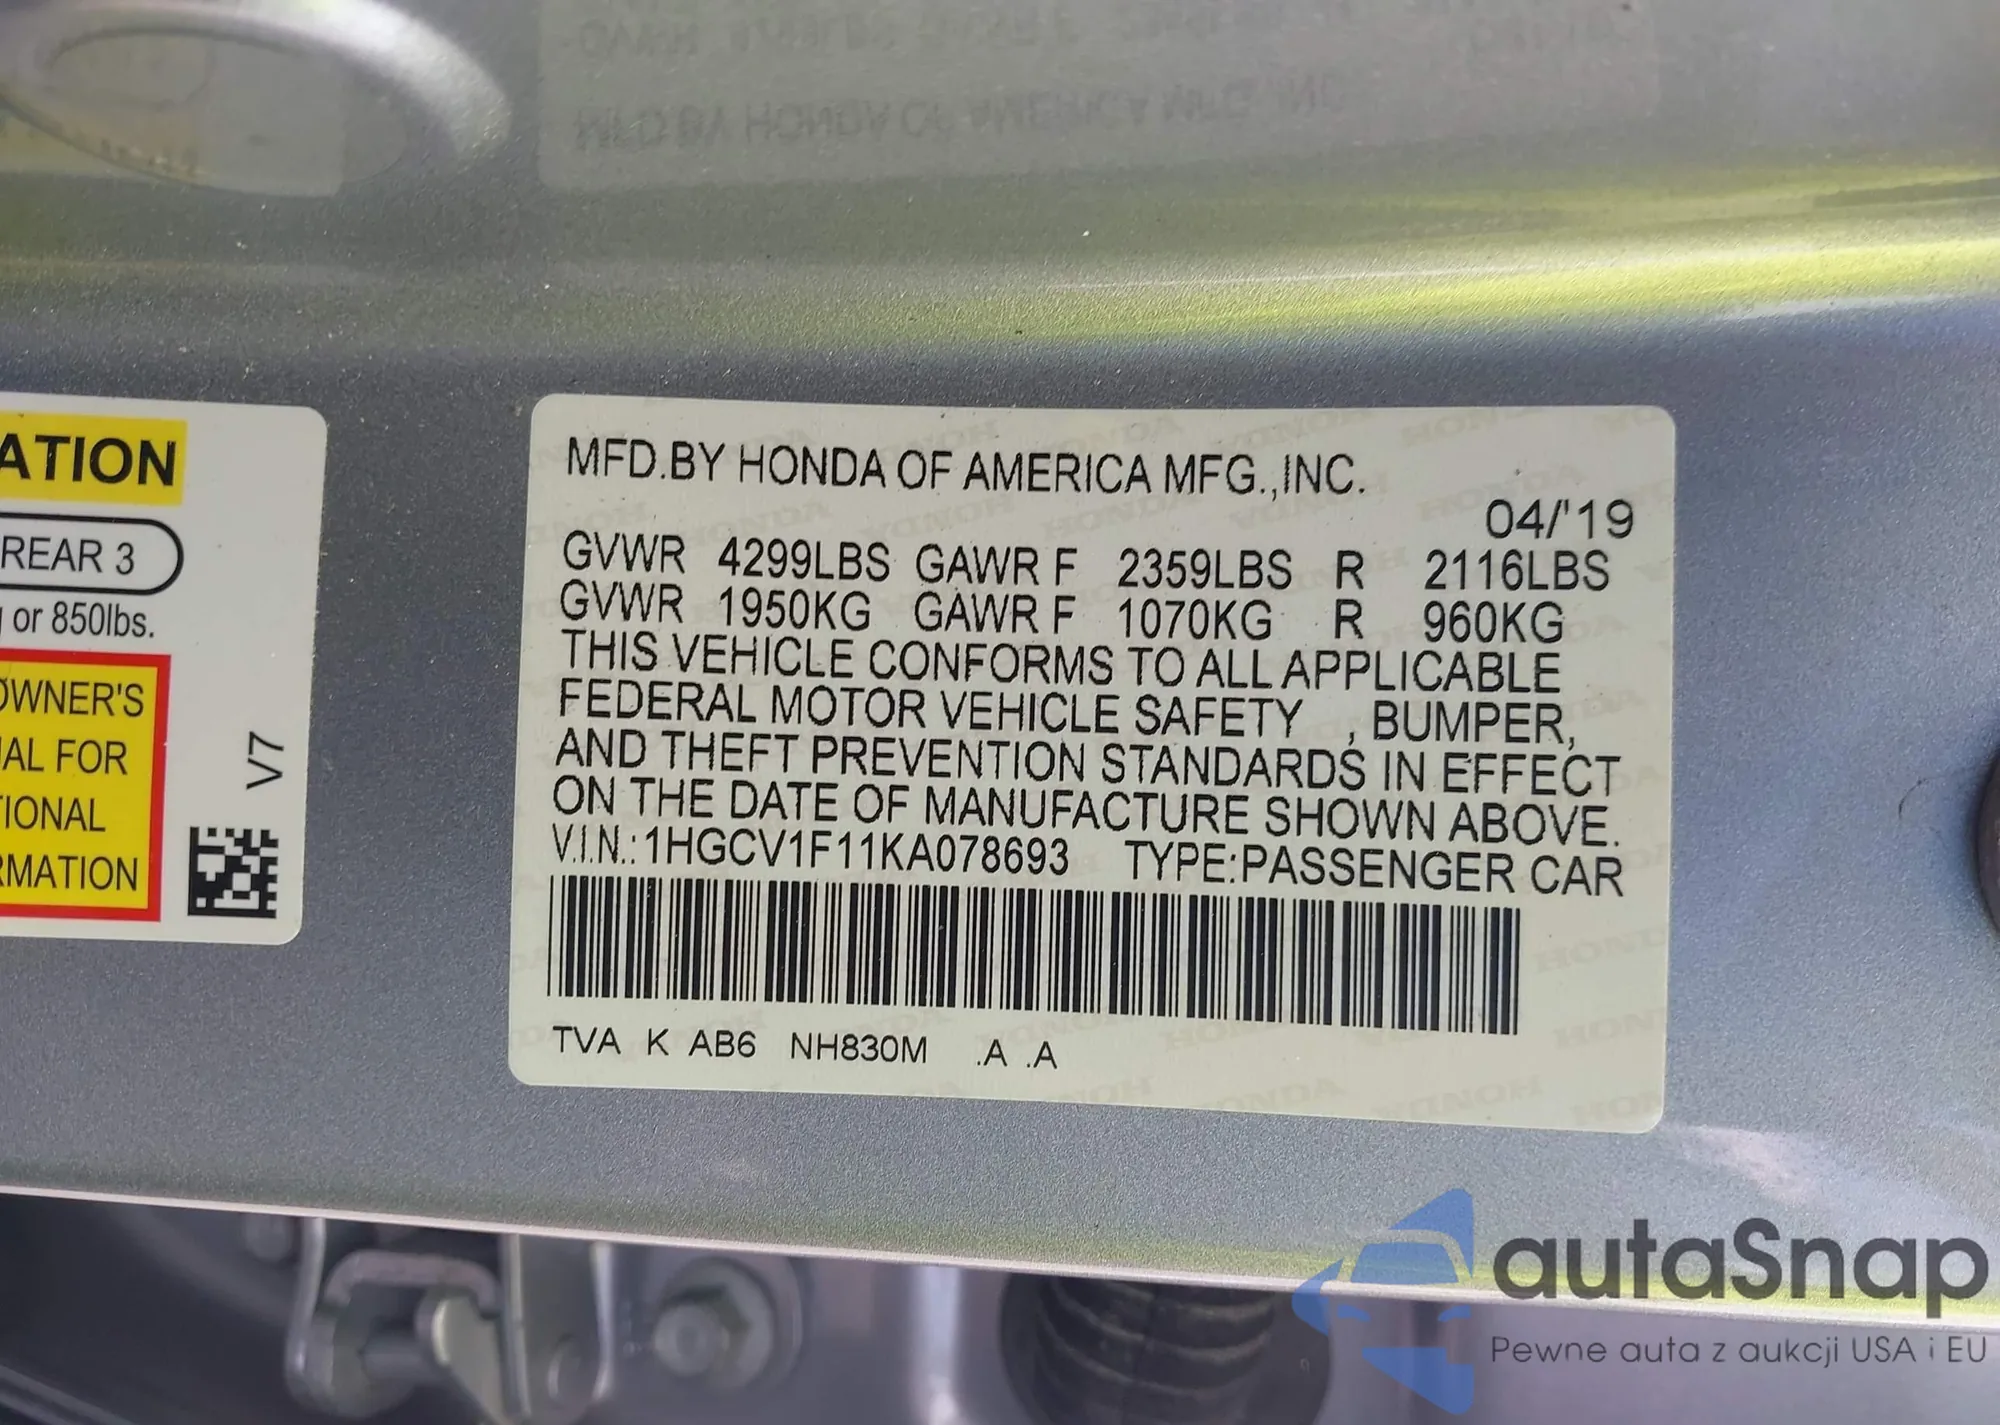 ATION
REAR 3
or 850lbs.
OWNER'S
AL FOR
TIONAL
RMATION
V7
MFD.BY HONDA OF AMERICA MFG.,INC.
04/'19
GVWR 4299LBS GAWR F 2359LBS R 2116LBS
GVWR 1950KG GAWR F 1070KG R 960KG
THIS VEHICLE CONFORMS TO ALL APPLICABLE
FEDERAL MOTOR VEHICLE SAFETY , BUMPER,
AND THEFT PREVENTION STANDARDS IN EFFECT
ON THE DATE OF MANUFACTURE SHOWN ABOVE.
V.I.N.: 1HGCV1F11KA078693 TYPE:PASSENGER CAR
TVA K AB6 NH830M .A .A
autaSnap
Pewne auta z aukcji USA i EU